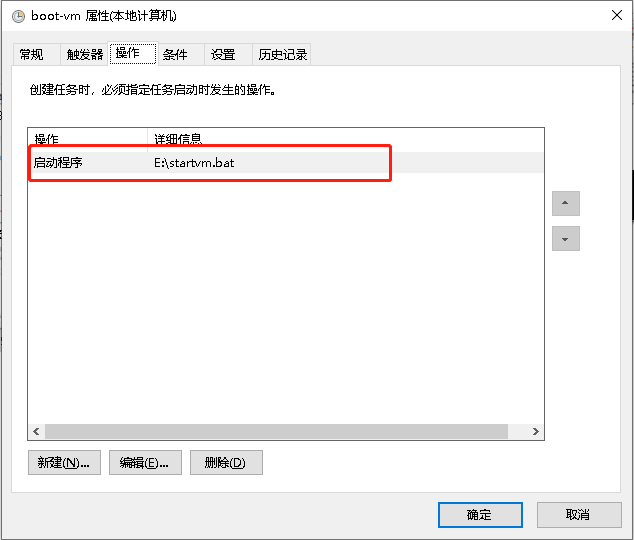 boot-vm 属性(本地计算机)
常规 触发器 操作 条件 设置 历史记录
创建任务时，必须指定任务启动时发生的操作。
操作 详细信息
启动程序 E:\startvm.bat
新建(N)... 编辑(E)... 删除(D)
确定 取消